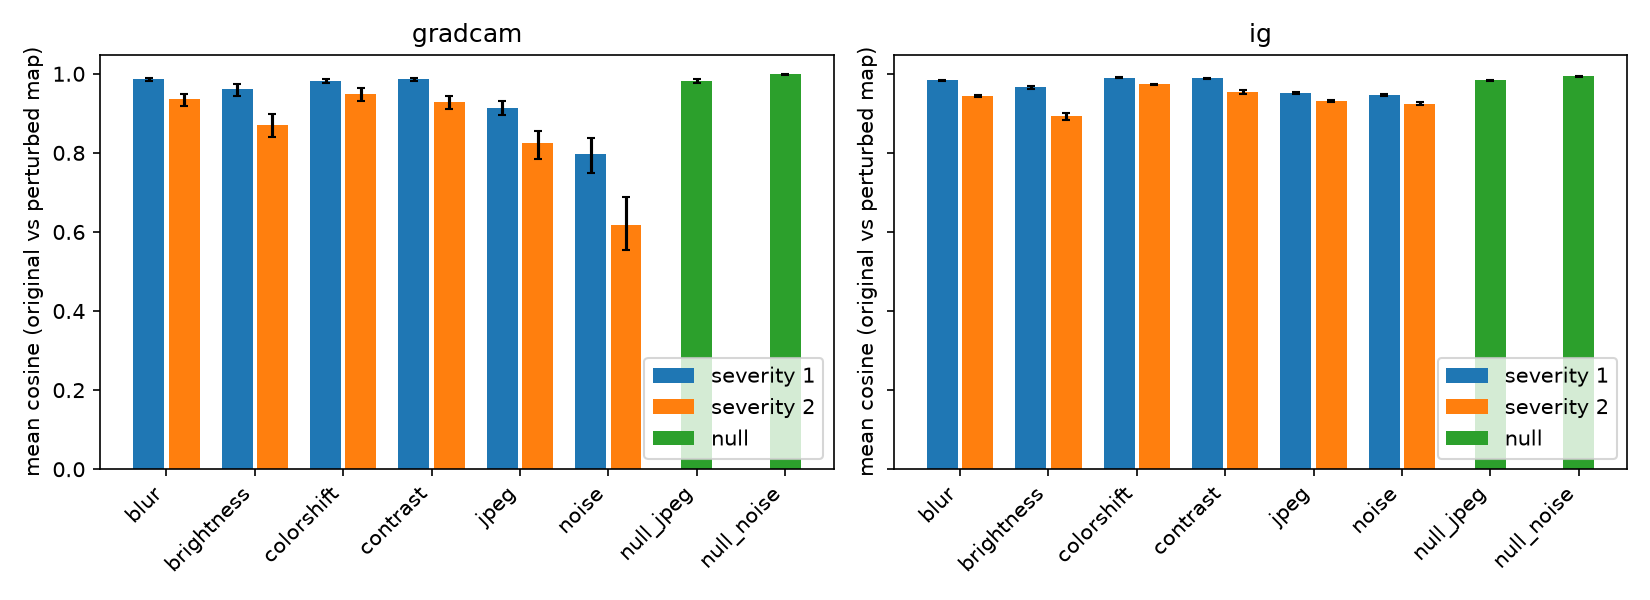 gradcam
mean cosine (original vs perturbed map)
1.0
0.8
0.6
0.4
0.2
0.0
severity 1
severity 2
null
blur
brightness
colorshift
contrast
jpeg
noise
null_jpeg
null_noise
ig
mean cosine (original vs perturbed map)
severity 1
severity 2
null
blur
brightness
colorshift
contrast
jpeg
noise
null_jpeg
null_noise